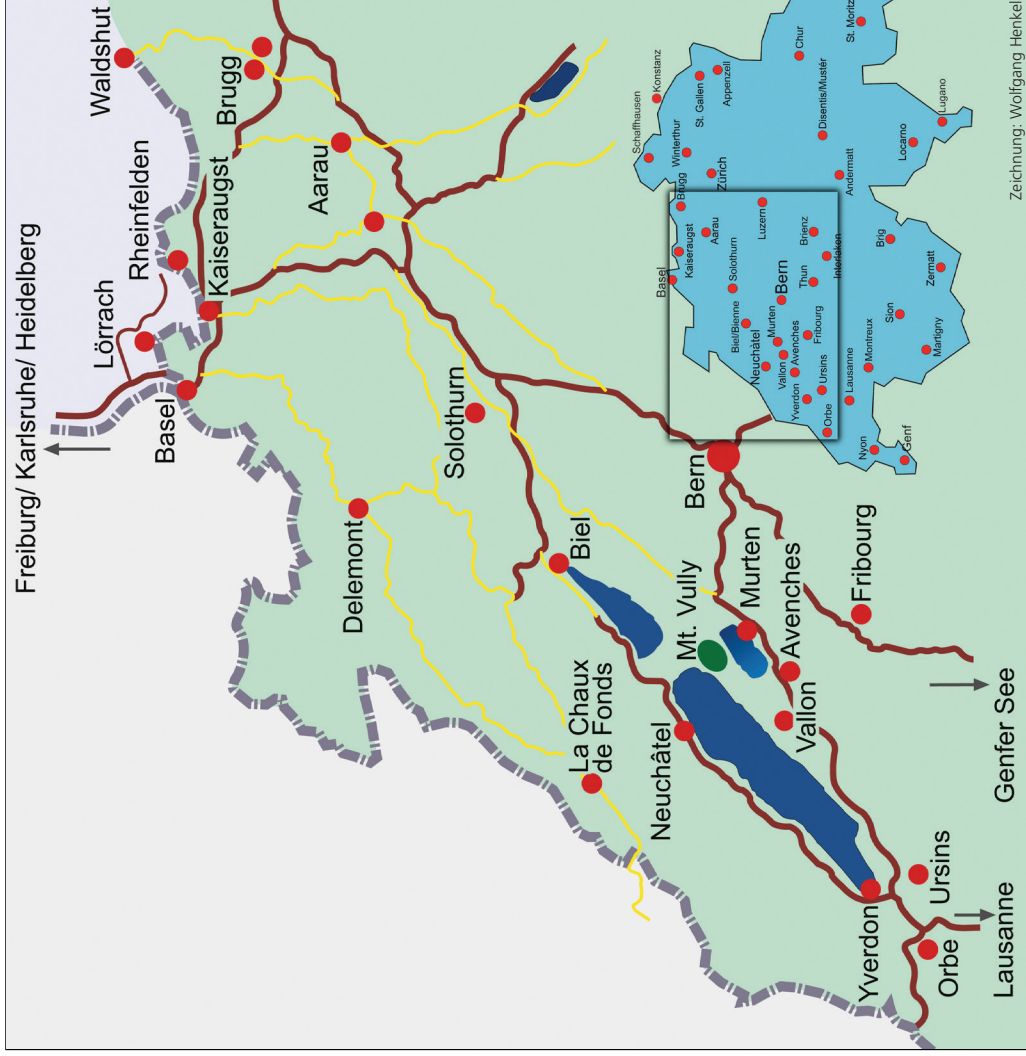 Freiburg/ Karlsruhe/ Heidelberg
Waldshut
Lörrach
Rheinfelden
Brugg
Basel
Kaiseraugst
Aarau
Delemont
Solothurn
Biel
La Chaux
de Fonds
Bern
Mt. Vully
Neuchâtel
Murten
Avenches
Vallon
Fribourg
Yverdon
Ursins
Orbe
Lausanne
Genfer See
Schaffhausen
Konstanz
Basel
Brugg
Winterthur
St. Gallen
Kaiseraugst
Aarau
Zürich
Appenzell
Solothurn
Biel/Bienne
Luzern
Neuchâtel
Murten
Bern
Vallon
Avenches
Fribourg
Thun
Brienz
Interlaken
Yverdon
Ursins
Orbe
Lausanne
Andermatt
Disentis/Mustér
Chur
St. Moritz
Nyon
Genf
Montreux
Sion
Brig
Martigny
Zermatt
Locarno
Lugano
Zeichnung: Wolfgang Henkel